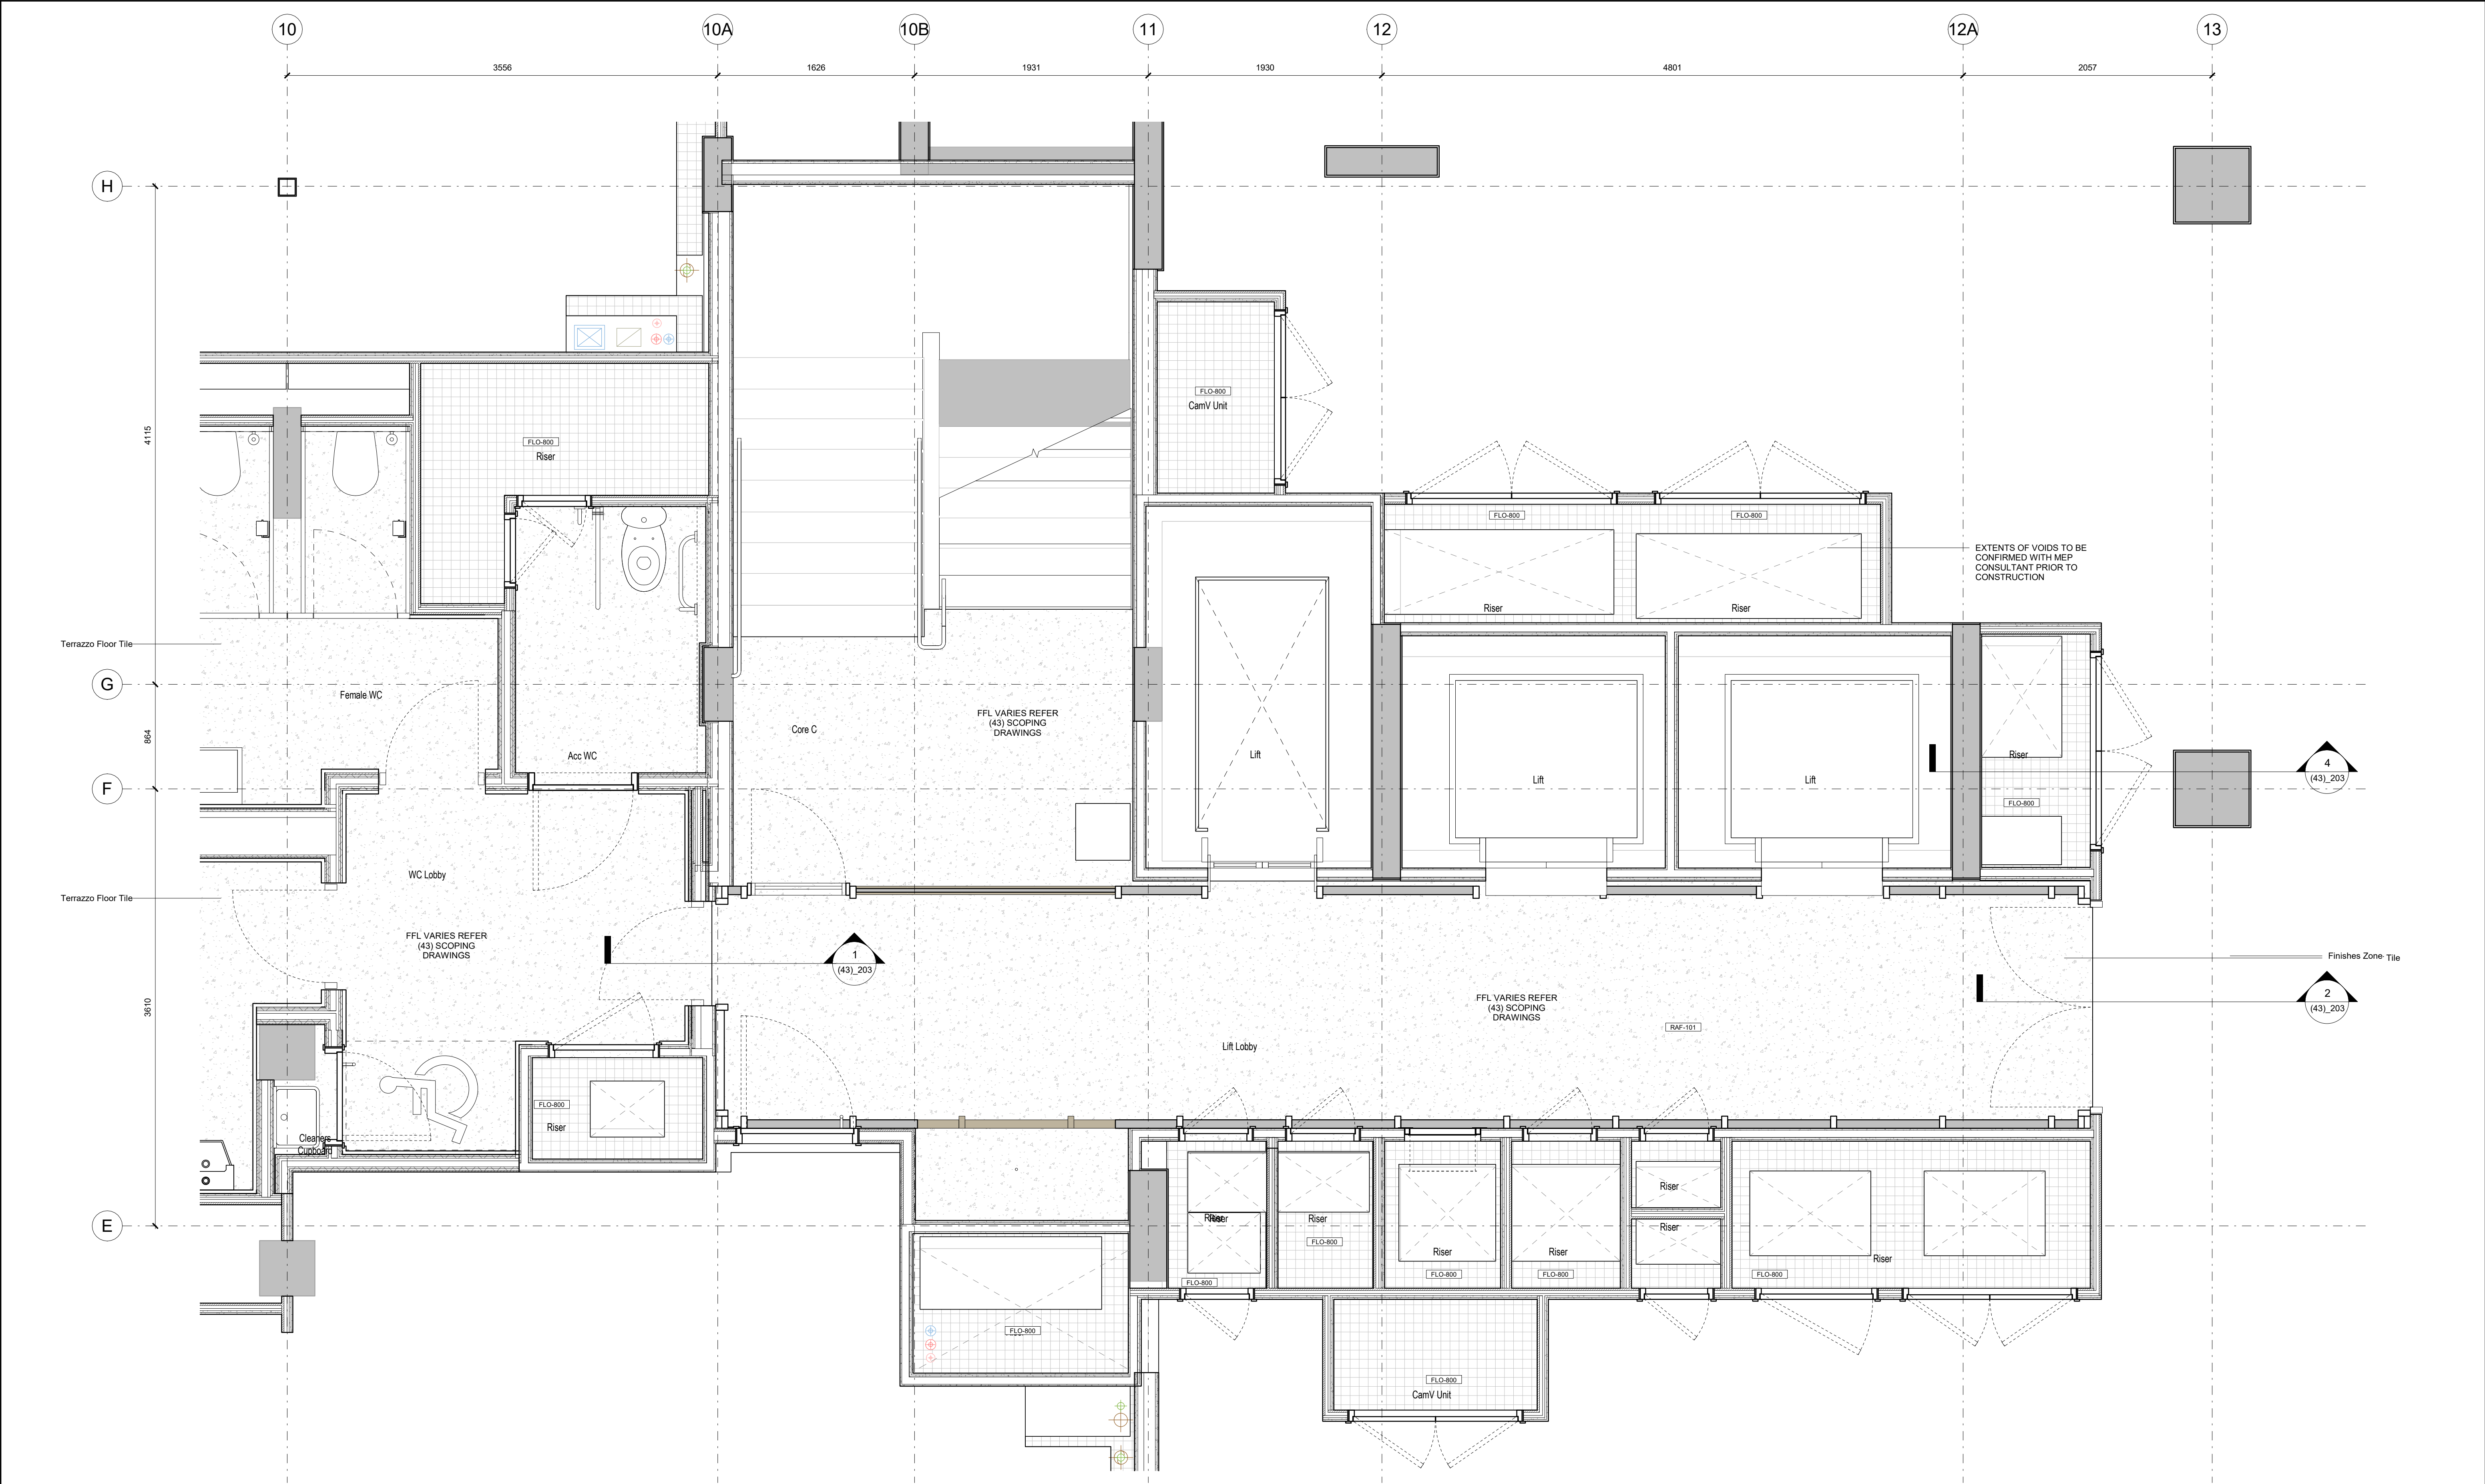 10
10A
10B
11
12
12A
13
3556
1626
1931
1930
4801
2057
H
4115
FLO-800
CamV Unit
FLO-800
Riser
FLO-800
FLO-800
EXTENTS OF VOIDS TO BE
CONFIRMED WITH MEP
CONSULTANT PRIOR TO
CONSTRUCTION
Riser
Riser
Terrazzo Floor Tile
G
Female WC
FFL VARIES REFER
(43) SCOPING
DRAWINGS
Core C
864
Acc WC
Lift
Lift
Lift
Riser
4
(43)_203
F
FLO-800
WC Lobby
Terrazzo Floor Tile
FFL VARIES REFER
(43) SCOPING
DRAWINGS
1
(43)_203
Finishes Zone
Tile
2
(43)_203
3610
FFL VARIES REFER
(43) SCOPING
DRAWINGS
RAF-101
Lift Lobby
FLO-800
Riser
Cleaners
Cupboard
Riser
E
Riser
Riser
Riser
FLO-800
Riser
Riser
Riser
FLO-800
FLO-800
FLO-800
FLO-800
FLO-800
FLO-800
CamV Unit